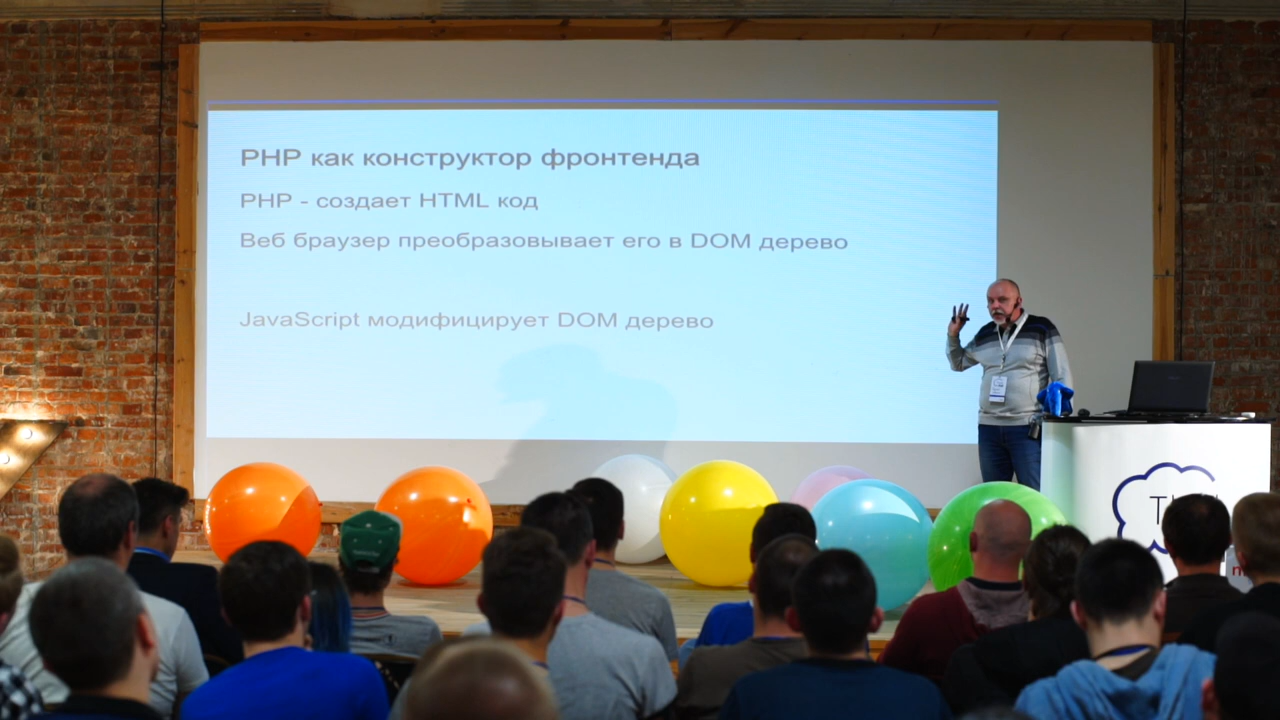 PHP как конструктор фронтенда
PHP - создает HTML код
Веб браузер преобразовывает его в DOM дерево
JavaScript модифицирует DOM дерево